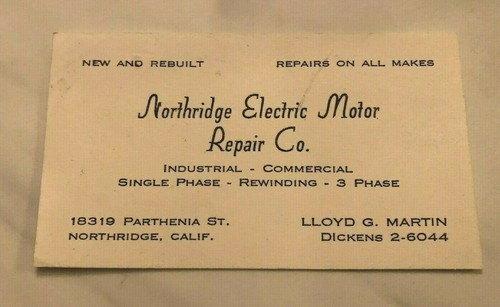 NEW AND REBUILT REPAIRS ON ALL MAKES
Northridge Electric Motor
Repair Co.
INDUSTRIAL - COMMERCIAL
SINGLE PHASE - REWINDING - 3 PHASE
18319 PARTHENIA ST. LLOYD G. MARTIN
NORTHRIDGE, CALIF. DICKENS 2-6044